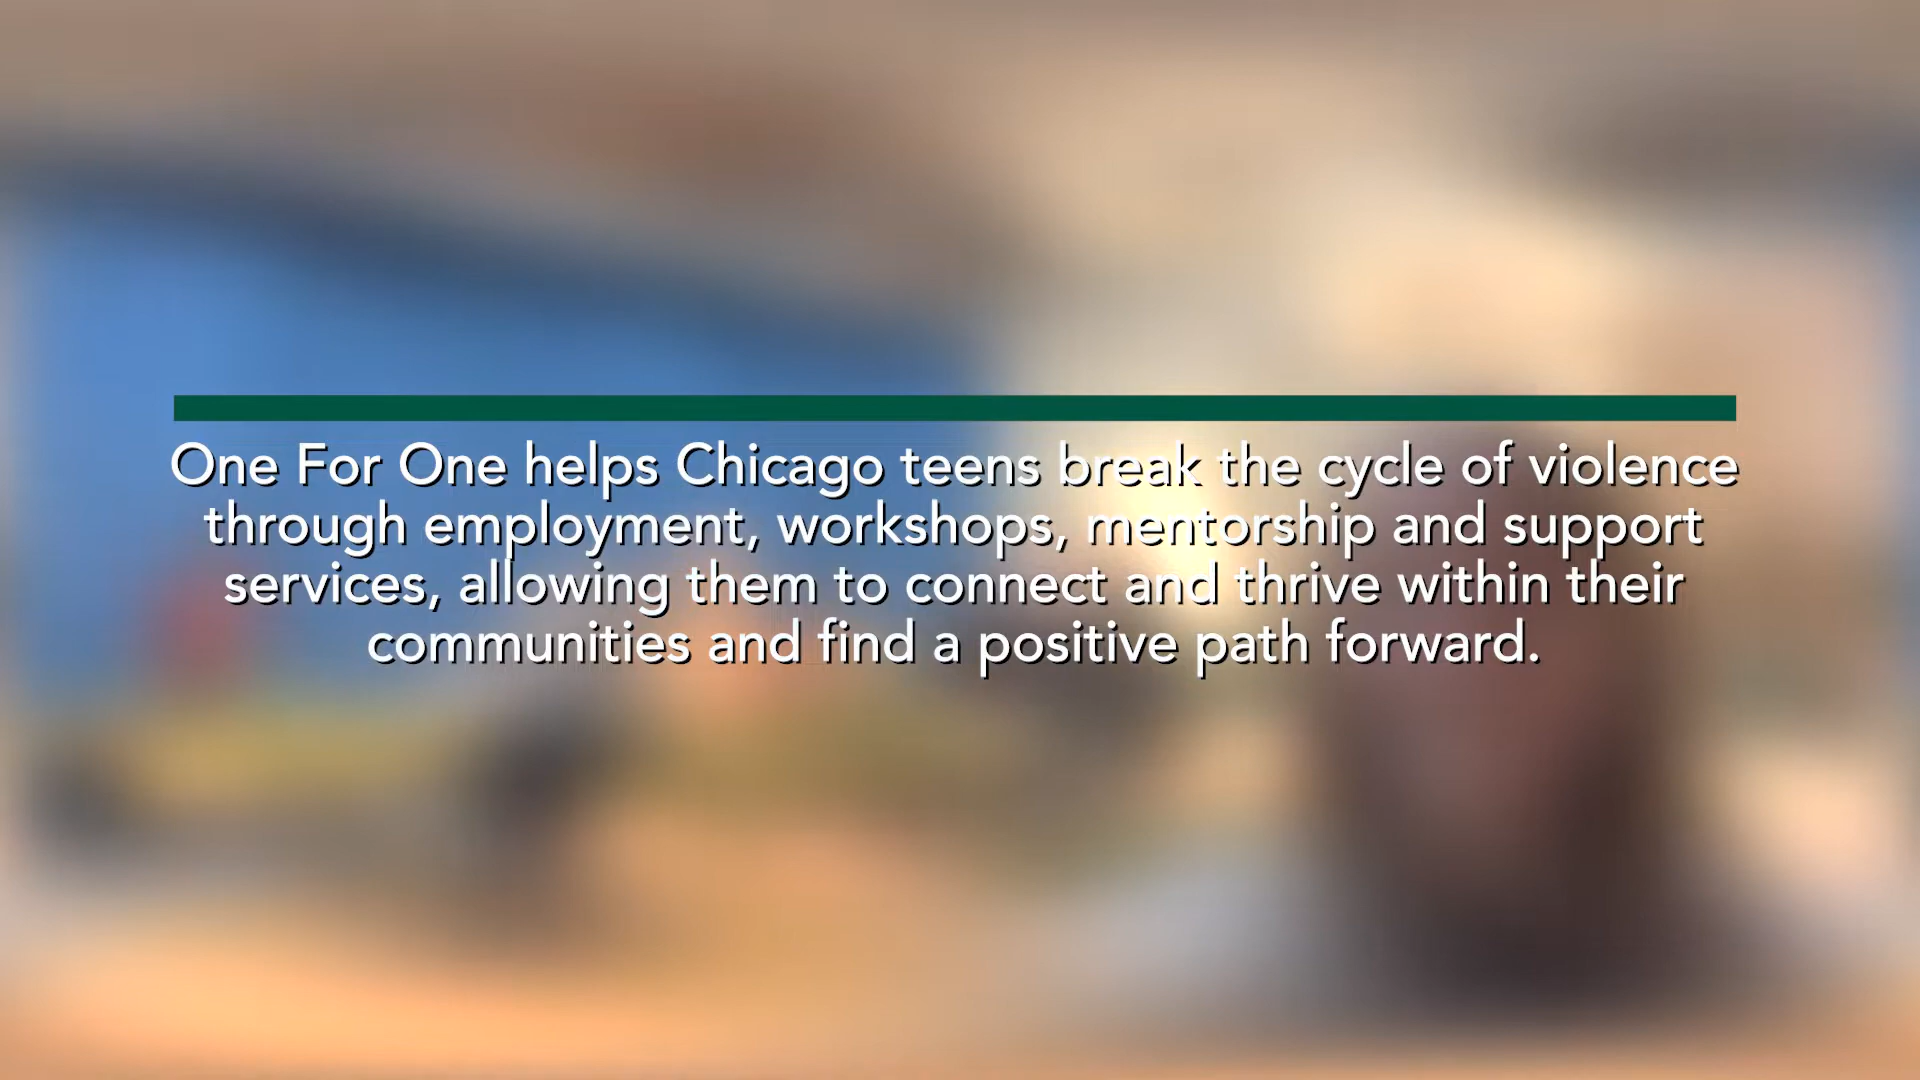 One For One helps Chicago teens break the cycle of violence
through employment, workshops, mentorship and support
services, allowing them to connect and thrive within their
communities and find a positive path forward.